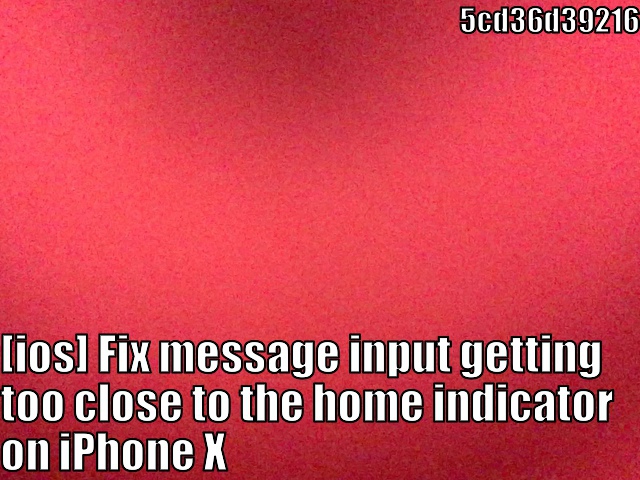 5cd36d39216
[ios] Fix message input getting
too close to the home indicator
on iPhone X